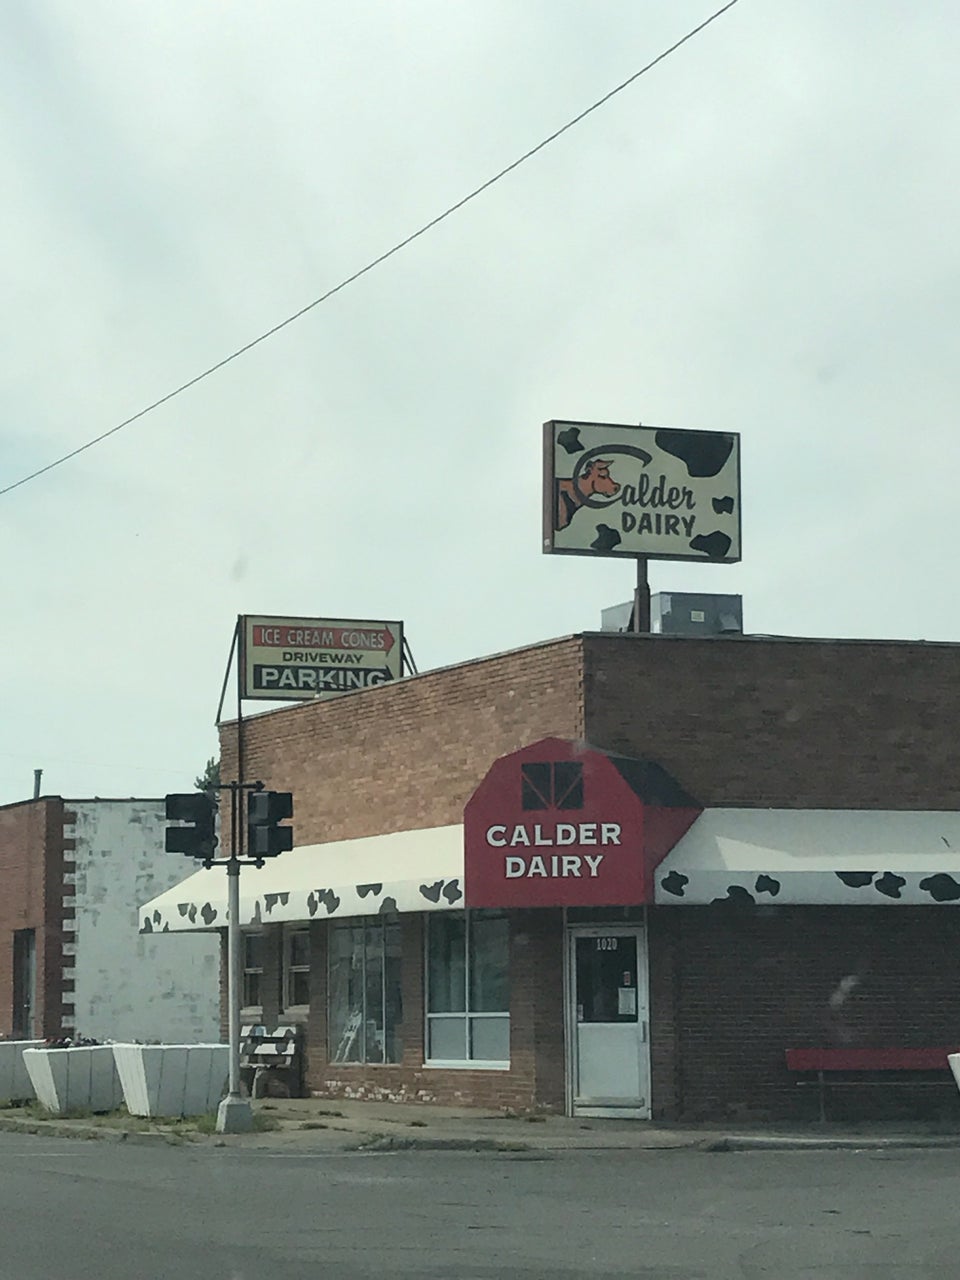 Calder
DAIRY
ICE CREAM CONES
DRIVEWAY
PARKING
CALDER
DAIRY
1020